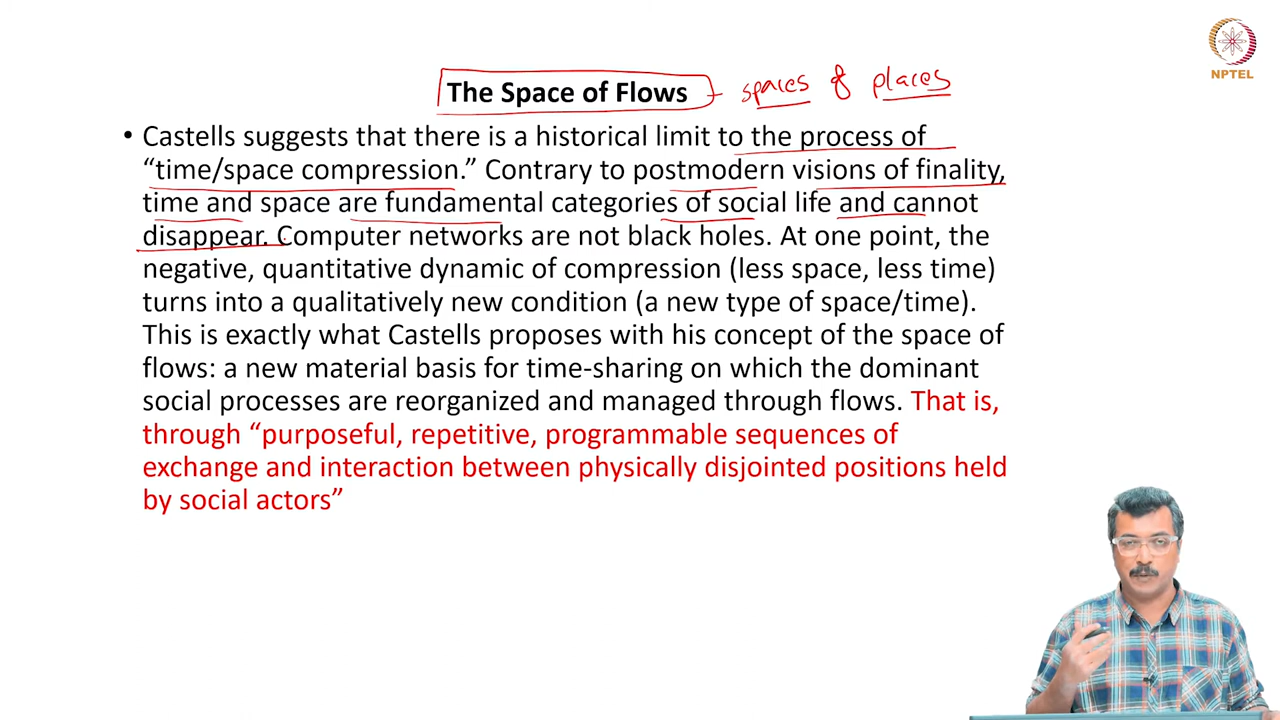 NPTEL
The Space of Flows - spaces of places
• Castells suggests that there is a historical limit to the process of
“time/space compression.” Contrary to postmodern visions of finality,
time and space are fundamental categories of social life and cannot
disappear. Computer networks are not black holes. At one point, the
negative, quantitative dynamic of compression (less space, less time)
turns into a qualitatively new condition (a new type of space/time).
This is exactly what Castells proposes with his concept of the space of
flows: a new material basis for time-sharing on which the dominant
social processes are reorganized and managed through flows. That is,
through “purposeful, repetitive, programmable sequences of
exchange and interaction between physically disjointed positions held
by social actors”